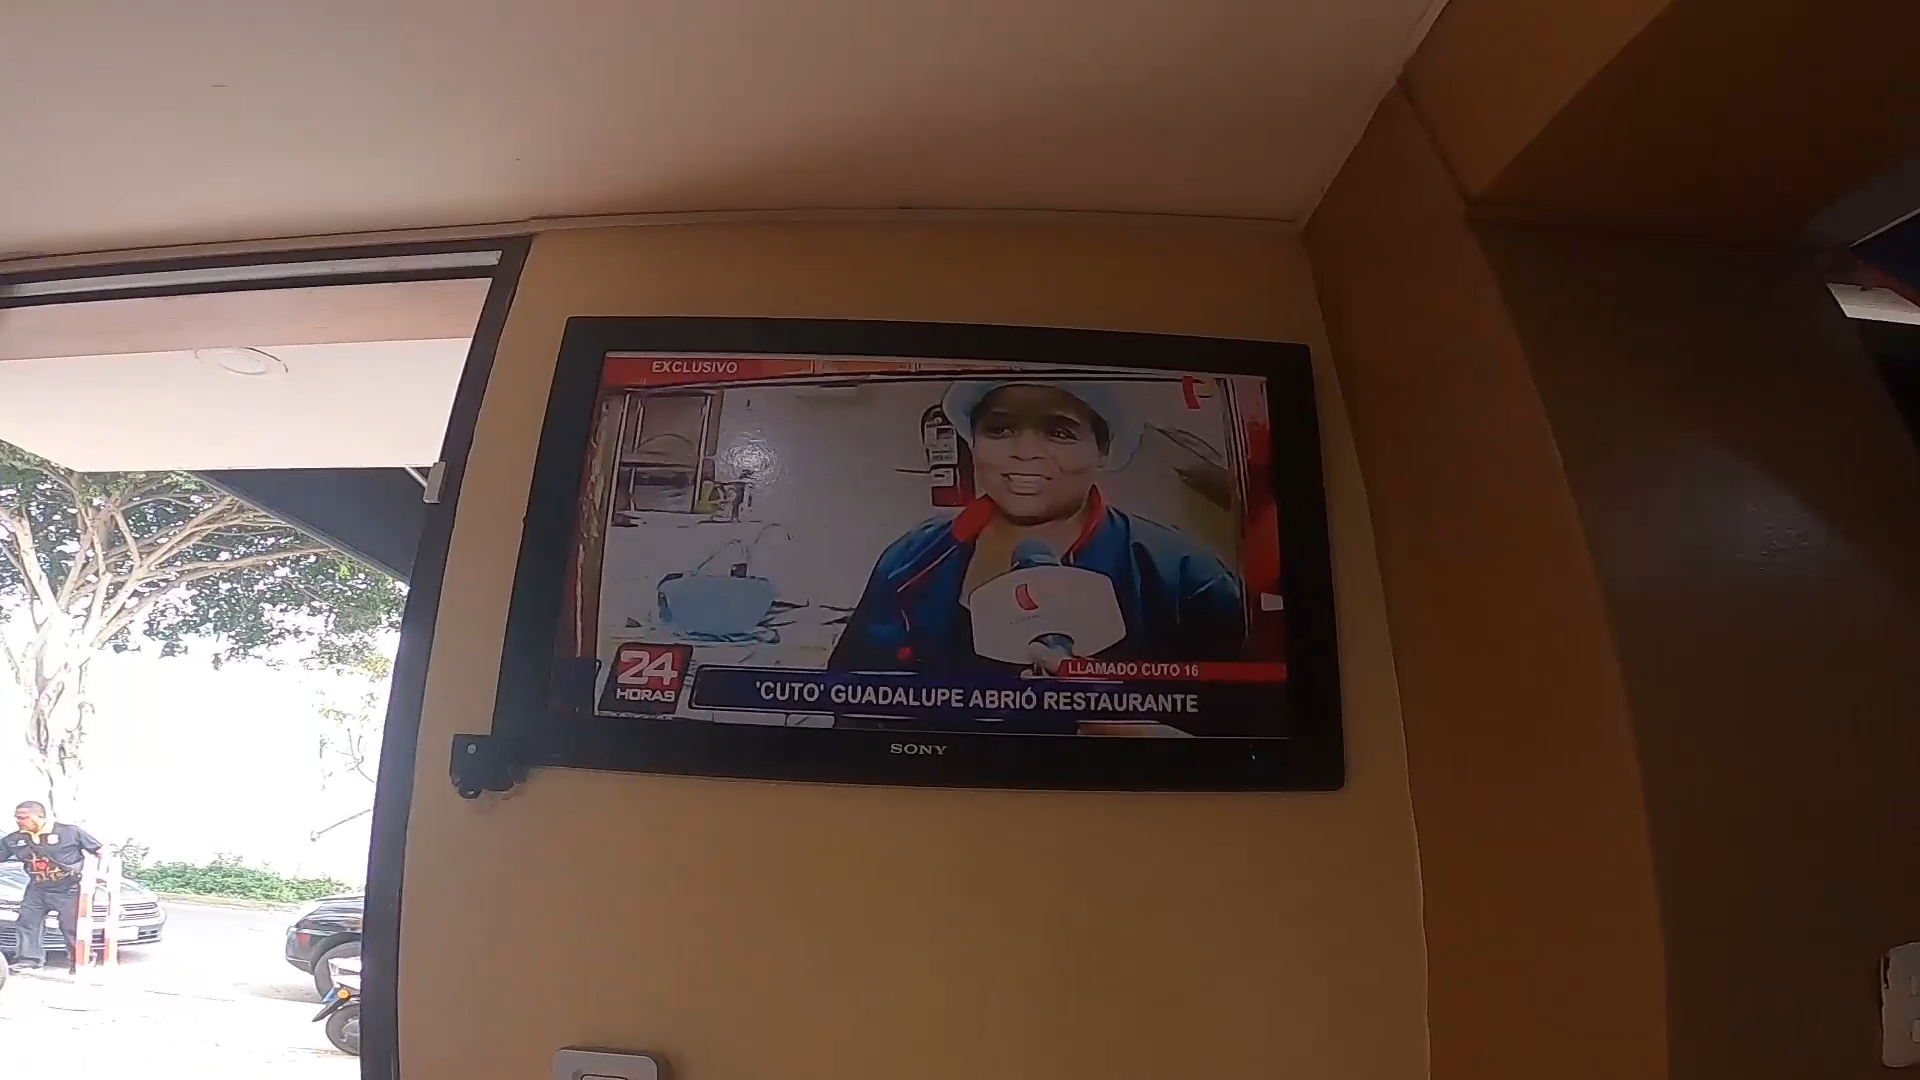 EXCLUSIVO
LLAMADO CUTO 16
24
HORAS
'CUTO' GUADALUPE ABRIÓ RESTAURANTE
SONY